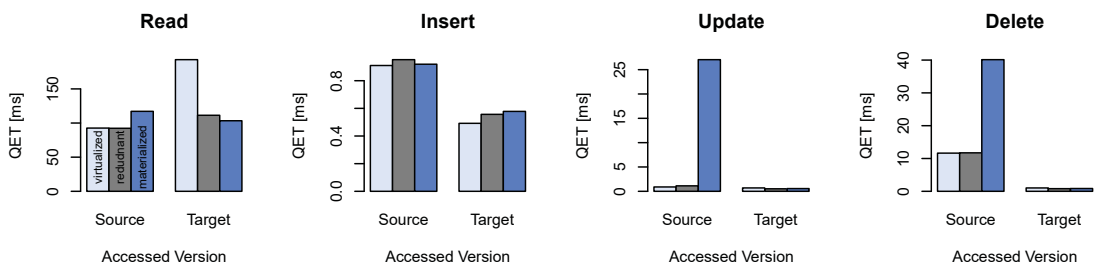 Read
QET [ms]
150
50
0
virtualized
redudnant
materialized
Source Target
Accessed Version
Insert
QET [ms]
0.8
0.4
0.0
Source Target
Accessed Version
Update
QET [ms]
25
15
5
0
Source Target
Accessed Version
Delete
QET [ms]
40
30
20
10
0
Source Target
Accessed Version